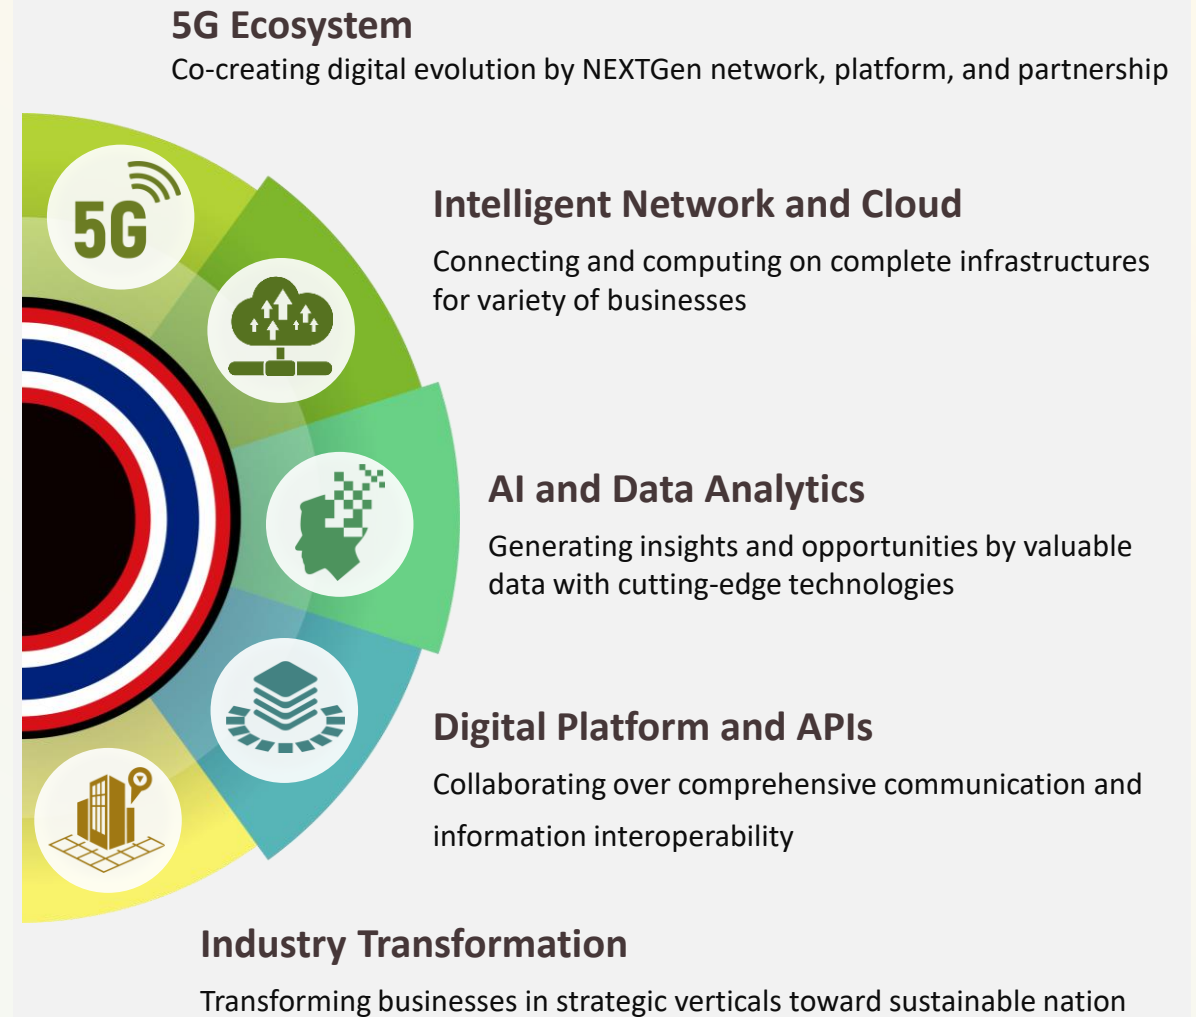 5G Ecosystem
Co-creating digital evolution by NEXTGen network, platform, and partnership
5G
Intelligent Network and Cloud
Connecting and computing on complete infrastructures
for variety of businesses
AI and Data Analytics
Generating insights and opportunities by valuable
data with cutting-edge technologies
Digital Platform and APIs
Collaborating over comprehensive communication and
information interoperability
Industry Transformation
Transforming businesses in strategic verticals toward sustainable nation